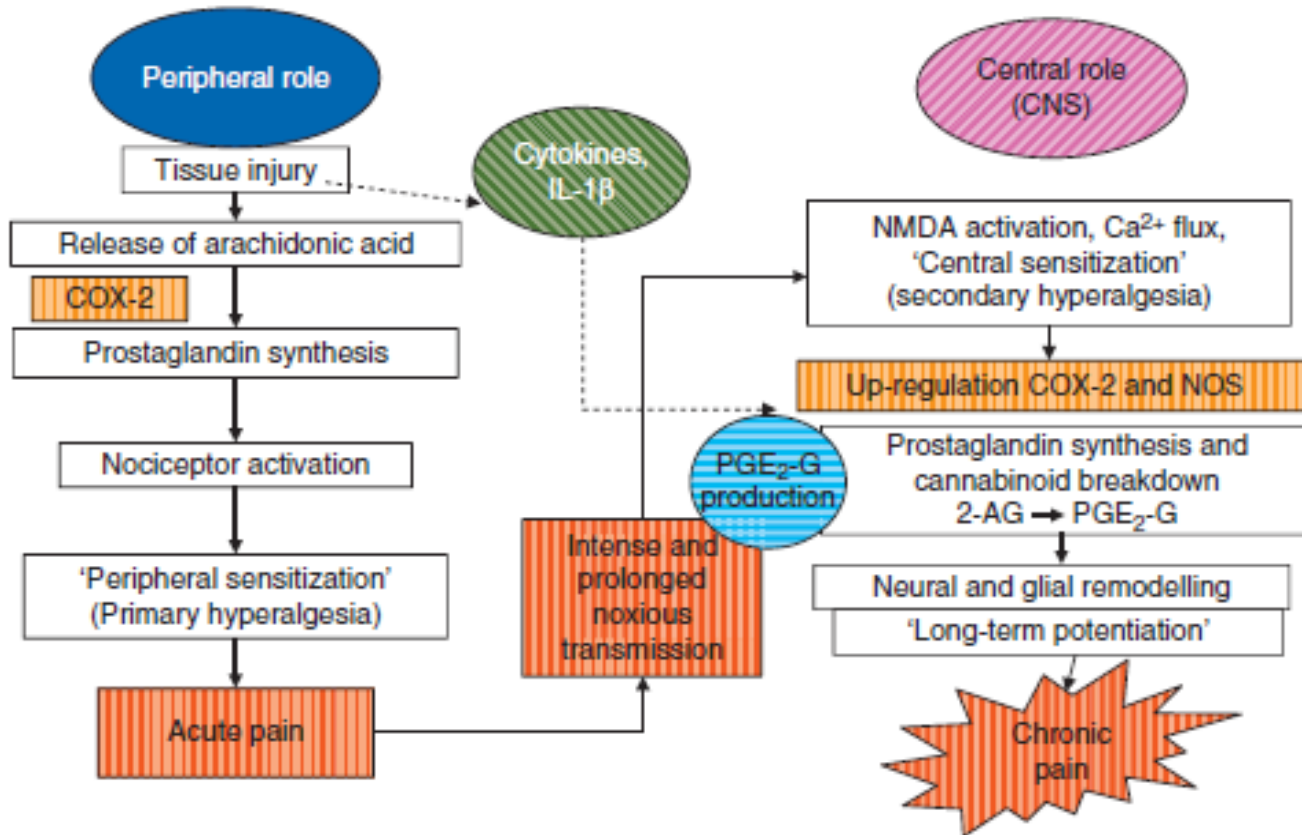 Peripheral role
Tissue injury
Release of arachidonic acid
COX-2
Prostaglandin synthesis
Nociceptor activation
‘Peripheral sensitization’
(Primary hyperalgesia)
Acute pain
Cytokines,
IL-1β
Intense and
prolonged
noxious
transmission
PGE₂-G
production
Central role
(CNS)
NMDA activation, Ca²⁺ flux,
‘Central sensitization’
(secondary hyperalgesia)
Up-regulation COX-2 and NOS
Prostaglandin synthesis and
cannabinoid breakdown
2-AG → PGE₂-G
Neural and glial remodelling
‘Long-term potentiation’
Chronic
pain